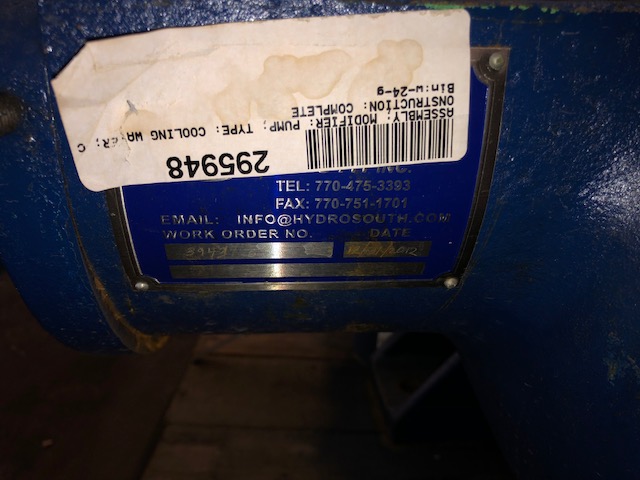 ASSEMBLY; MODIFIER: PUMP; TYPE: COOLING WATER; C
ONSTRUCTION: COMPLETE
Bin:w-24-g
295948
TEL: 770-475-3393
FAX: 770-751-1701
EMAIL: INFO@HYDROSOUTH.COM
WORK ORDER NO. DATE